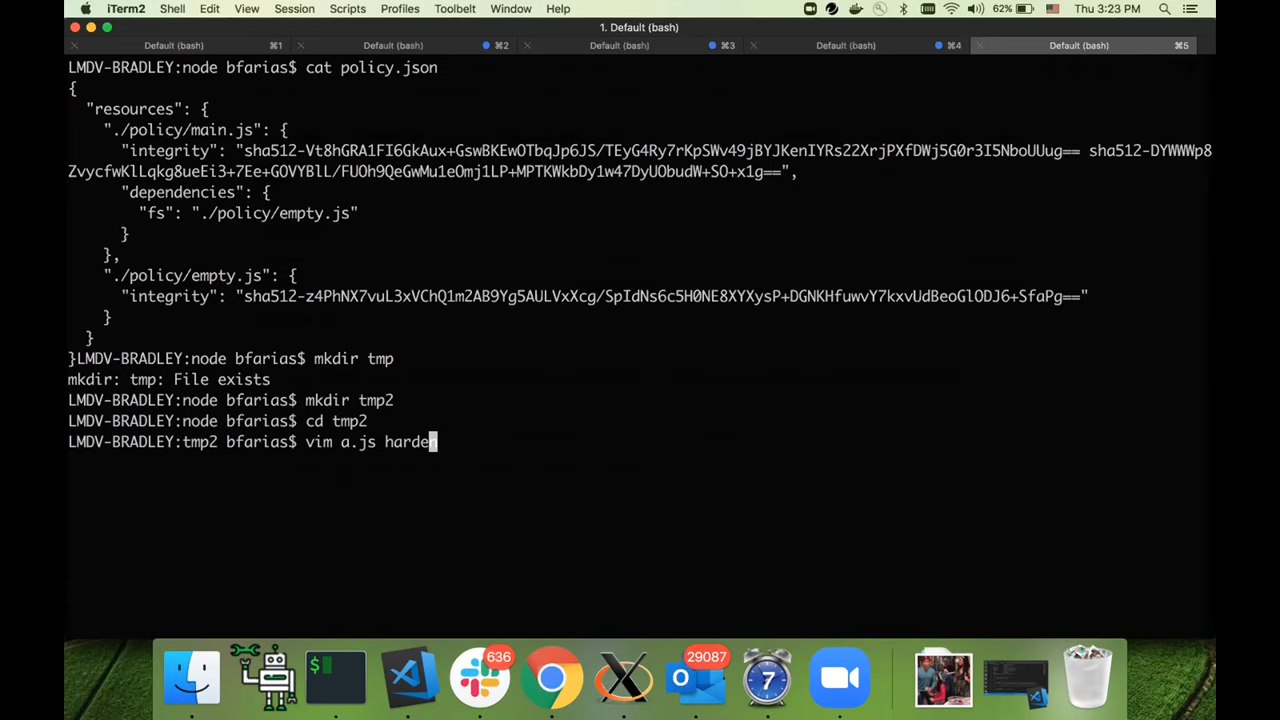 iTerm2 Shell Edit View Session Scripts Profiles Toolbelt Window Help 62% Thu 3:23 PM
1. Default (bash)
Default (bash) ⌘1 Default (bash) ⌘2 Default (bash) ⌘3 Default (bash) ⌘4 Default (bash) ⌘5
LMDV-BRADLEY:node bfarias$ cat policy.json
{
"resources": {
"./policy/main.js": {
"integrity": "sha512-Vt8hGRA1FI6GkAux+GswBKEwOTbqJp6JS/TEyG4Ry7rKpSWv49jBYJKenIYRs22XrjPXfDWj5G0r3I5NboUUug== sha512-DYWWWp8
ZvycfwKlLqkg8ueEi3+7Ee+GOVYBlL/FUOh9QeGwMu1eOmj1LP+MPTKWkbDy1w47DyUObudW+SO+x1g==",
"dependencies": {
"fs": "./policy/empty.js"
}
},
"./policy/empty.js": {
"integrity": "sha512-z4PhNX7vuL3xVChQ1m2AB9Yg5AULVxXcg/SpIdNs6c5H0NE8XYXysP+DGNKHfuwvY7kxvUdBeoGlODJ6+SfaPg=="
}
}
}LMDV-BRADLEY:node bfarias$ mkdir tmp
mkdir: tmp: File exists
LMDV-BRADLEY:node bfarias$ mkdir tmp2
LMDV-BRADLEY:node bfarias$ cd tmp2
LMDV-BRADLEY:tmp2 bfarias$ vim a.js harden
$ 636 29087 7